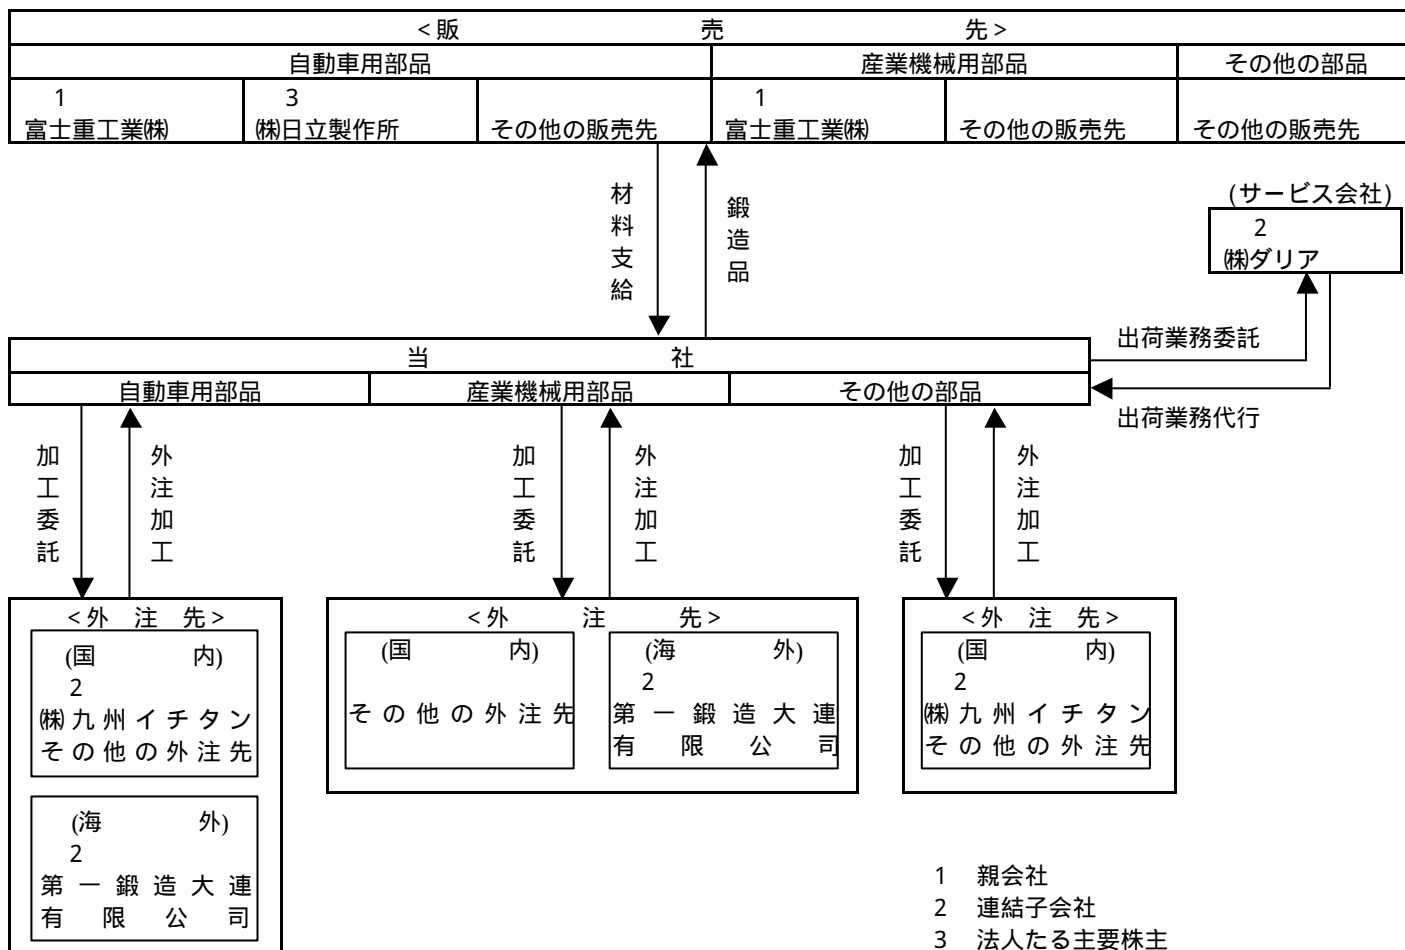 <販　売　先>
自動車用部品　産業機械用部品　その他の部品
1　3　1
富士重工業㈱　㈱日立製作所　その他の販売先　富士重工業㈱　その他の販売先　その他の販売先
材料支給
鍛造品
(サービス会社)
2
㈱ダリア
出荷業務委託
当　社
自動車用部品　産業機械用部品　その他の部品
出荷業務代行
加工委託
外注加工
加工委託
外注加工
加工委託
外注加工
<外　注　先>
(国　内)
2
㈱九州イチタン
その他の外注先
(海　外)
2
第一鍛造大連
有限公司
<外　注　先>
(国　内)
その他の外注先
(海　外)
2
第一鍛造大連
有限公司
<外　注　先>
(国　内)
2
㈱九州イチタン
その他の外注先
1　親会社
2　連結子会社
3　法人たる主要株主